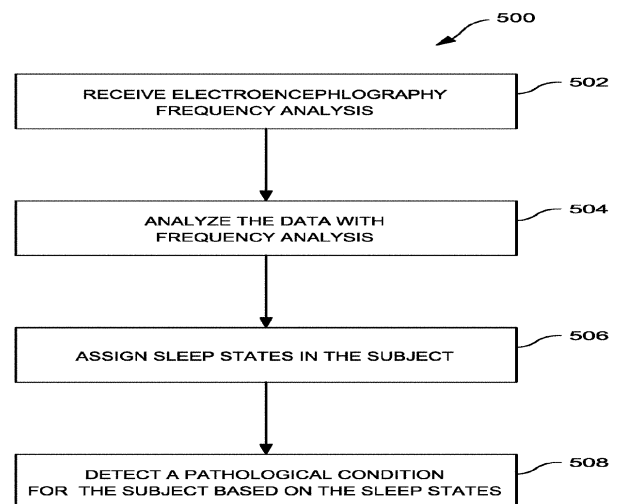 500
RECEIVE ELECTROENCEPHLOGRAPHY
FREQUENCY ANALYSIS
502
ANALYZE THE DATA WITH
FREQUENCY ANALYSIS
504
ASSIGN SLEEP STATES IN THE SUBJECT
506
DETECT A PATHOLOGICAL CONDITION
FOR THE SUBJECT BASED ON THE SLEEP STATES
508